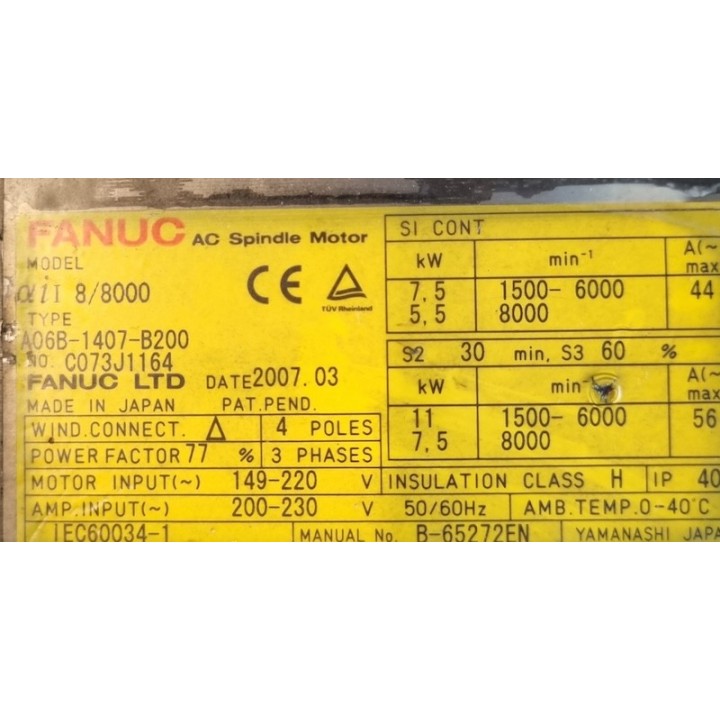 FANUC AC Spindle Motor
MODEL
αiI 8/8000
TYPE
A06B-1407-B200
NO. C073J1164
FANUC LTD DATE 2007.03
MADE IN JAPAN PAT.PEND.
WIND.CONNECT. △ 4 POLES
POWER FACTOR 77 % 3 PHASES
MOTOR INPUT(~) 149-220 V
AMP.INPUT(~) 200-230 V
IEC60034-1
CE
TÜV Rheinland
SI CONT
kW min-1 A(~)
max
7,5 1500- 6000 44
5,5 8000
S2 30 min, S3 60 %
kW min- A(~
max
11 1500- 6000 56
7,5 8000
INSULATION CLASS H IP 40
50/60Hz AMB.TEMP.0-40°C
MANUAL No. B-65272EN YAMANASHI JAPA